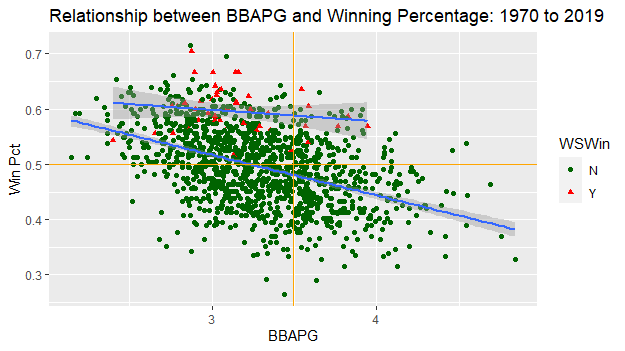 Relationship between BBAPG and Winning Percentage: 1970 to 2019
Win Pct
0.7
0.6
0.5
0.4
0.3
3
4
BBAPG
WSWin
N
Y